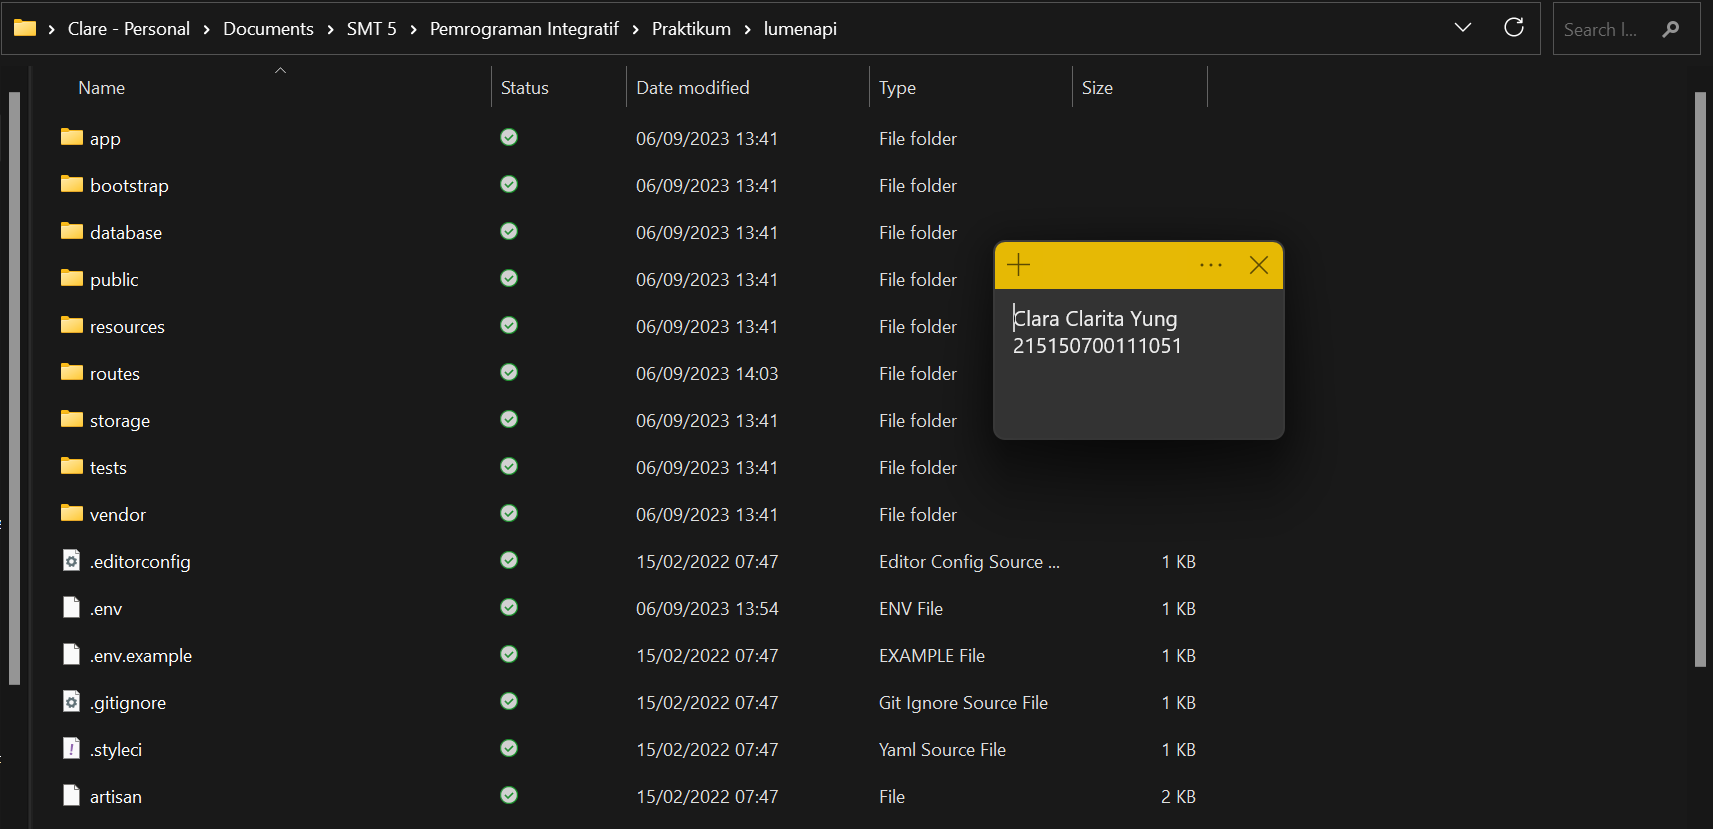 Clare - Personal > Documents > SMT 5 > Pemrograman Integratif > Praktikum > lumenapi
Search l...
Name Status Date modified Type Size
app 06/09/2023 13:41 File folder
bootstrap 06/09/2023 13:41 File folder
database 06/09/2023 13:41 File folder
public 06/09/2023 13:41 File folder
resources 06/09/2023 13:41 File folder
routes 06/09/2023 14:03 File folder
storage 06/09/2023 13:41 File folder
tests 06/09/2023 13:41 File folder
vendor 06/09/2023 13:41 File folder
.editorconfig 15/02/2022 07:47 Editor Config Source ... 1 KB
.env 06/09/2023 13:54 ENV File 1 KB
.env.example 15/02/2022 07:47 EXAMPLE File 1 KB
.gitignore 15/02/2022 07:47 Git Ignore Source File 1 KB
.styleci 15/02/2022 07:47 Yaml Source File 1 KB
artisan 15/02/2022 07:47 File 2 KB
Clara Clarita Yung
215150700111051